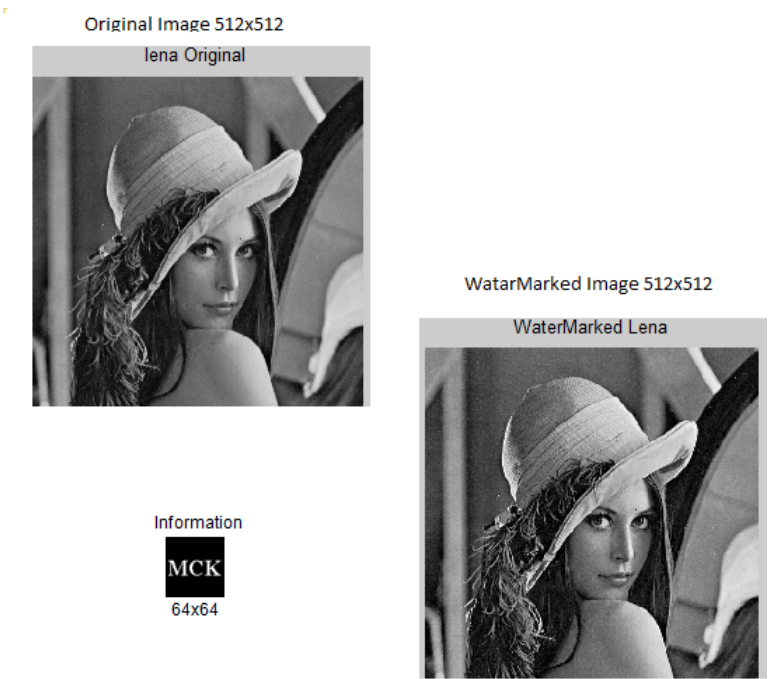 Original Image 512x512
lena Original
WatarMarked Image 512x512
WaterMarked Lena
Information
MCK
64x64